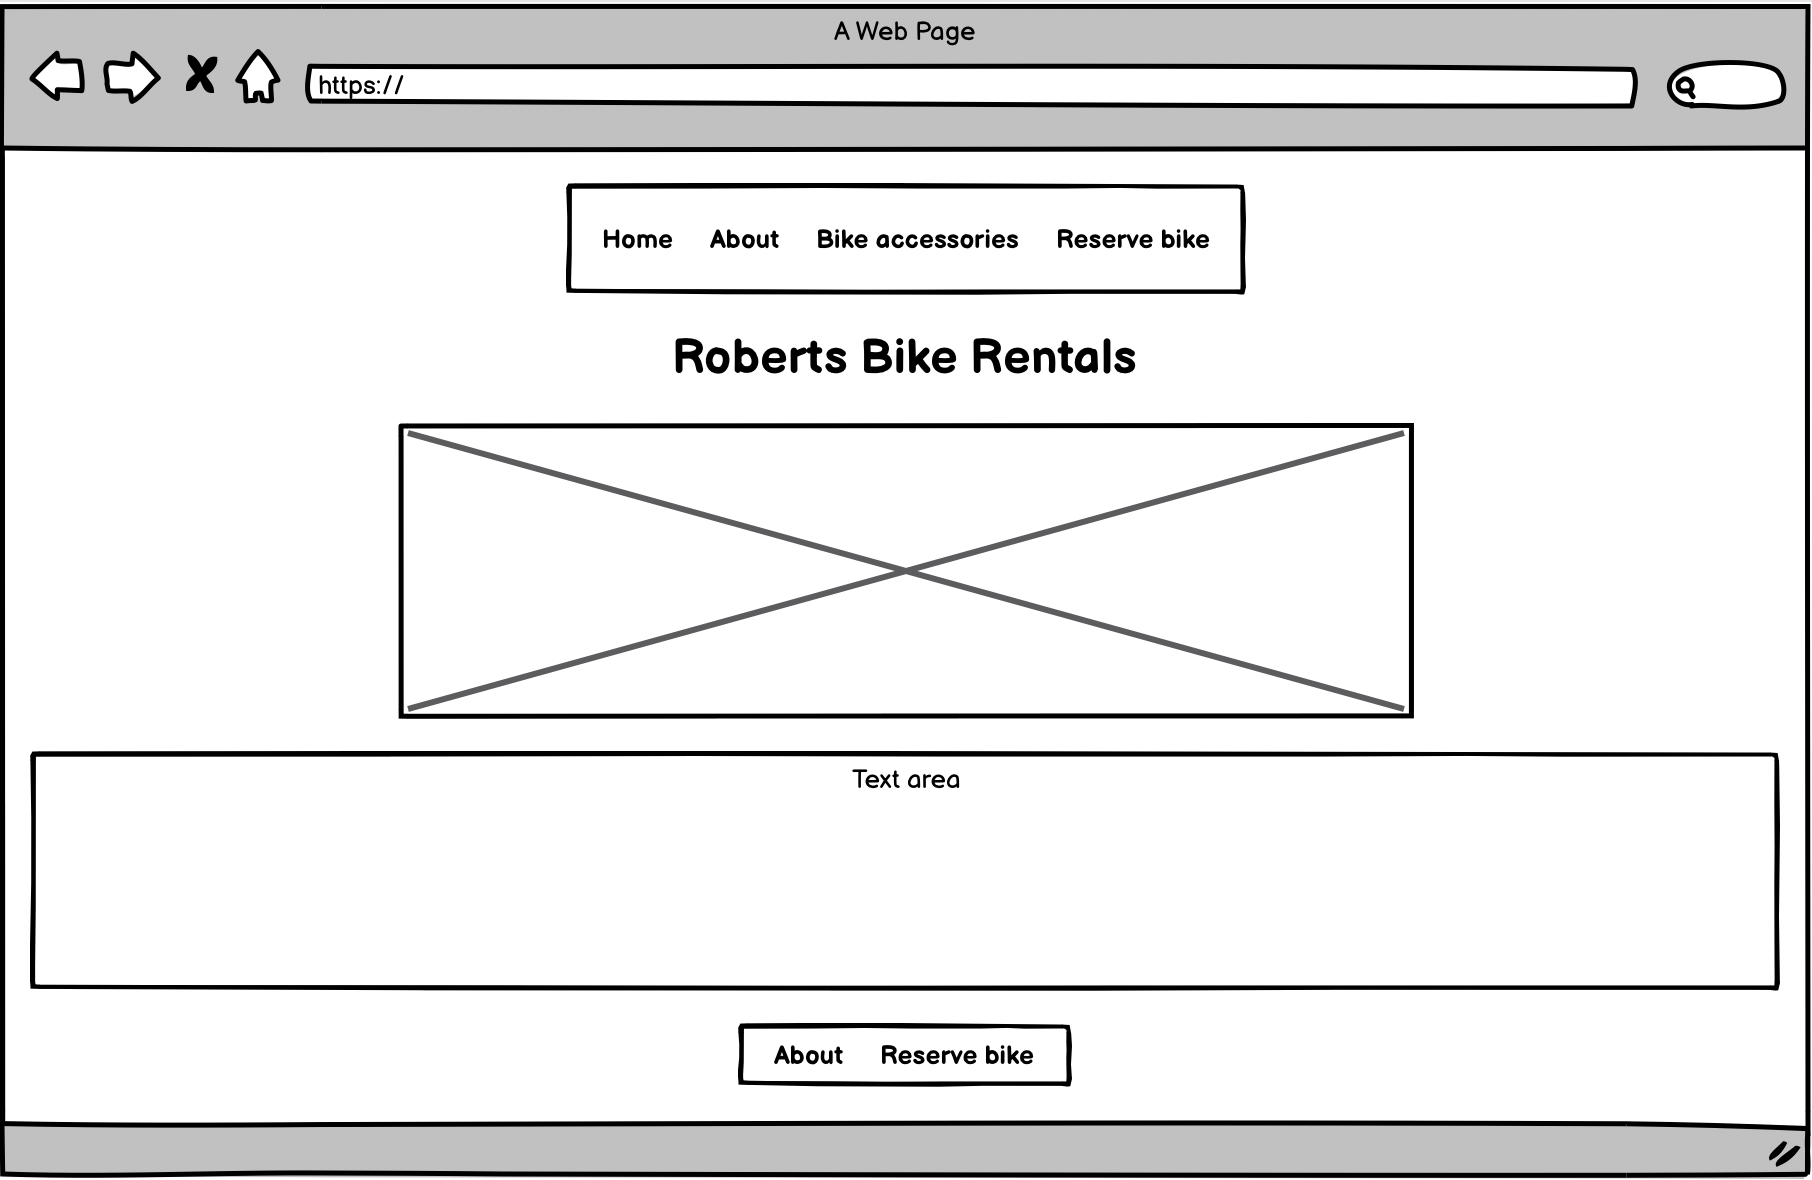 A Web Page
https://
Home About Bike accessories Reserve bike
Roberts Bike Rentals
Text area
About Reserve bike